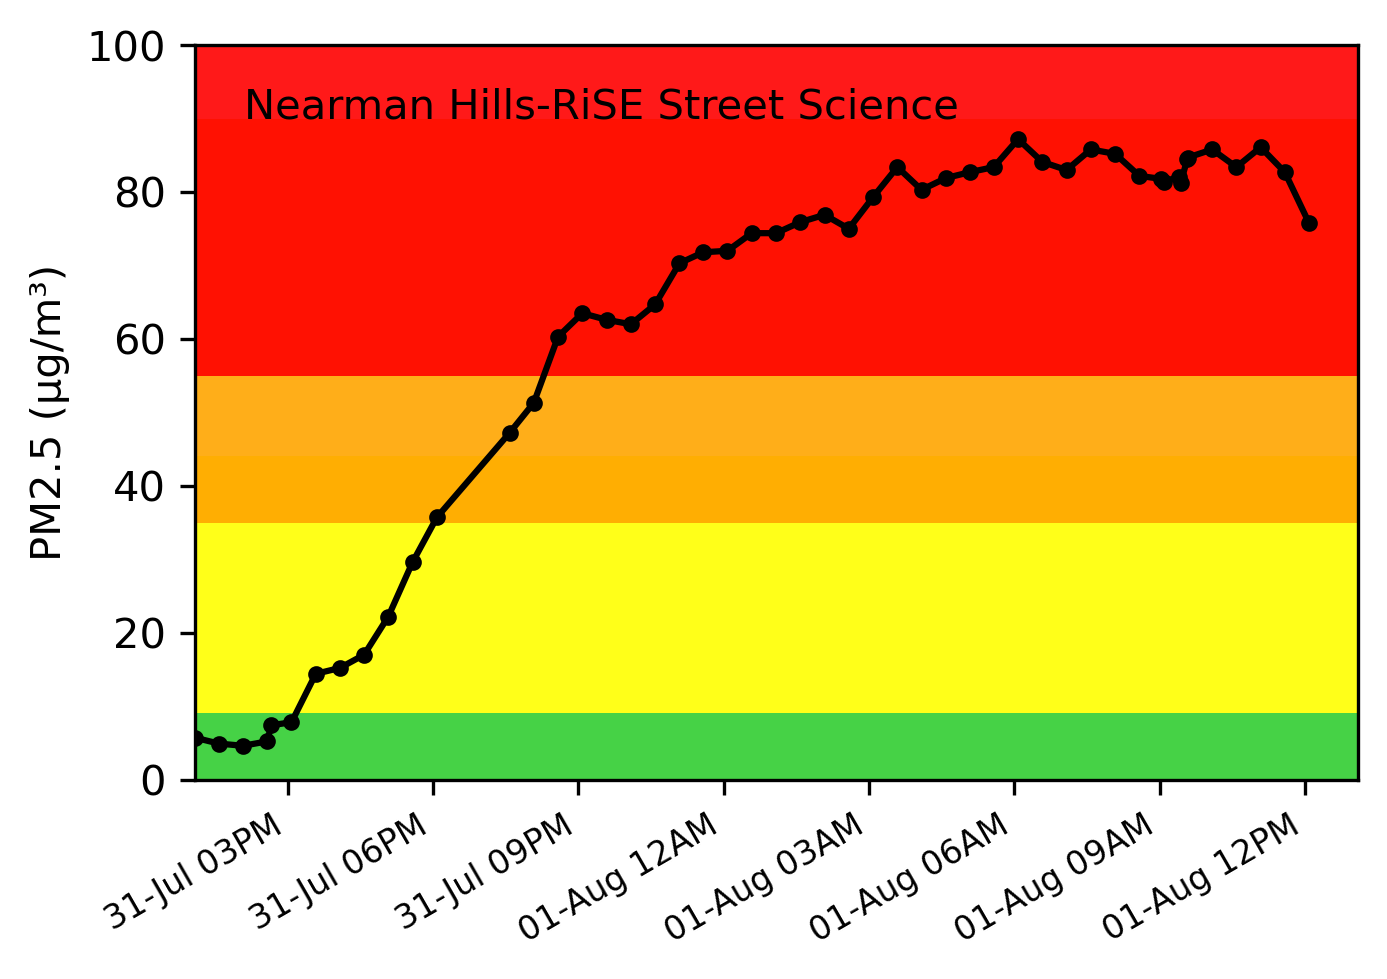 100
Nearman Hills-RiSE Street Science
80
60
40
20
0
PM2.5 (µg/m³)
31-Jul 03PM
31-Jul 06PM
31-Jul 09PM
01-Aug 12AM
01-Aug 03AM
01-Aug 06AM
01-Aug 09AM
01-Aug 12PM